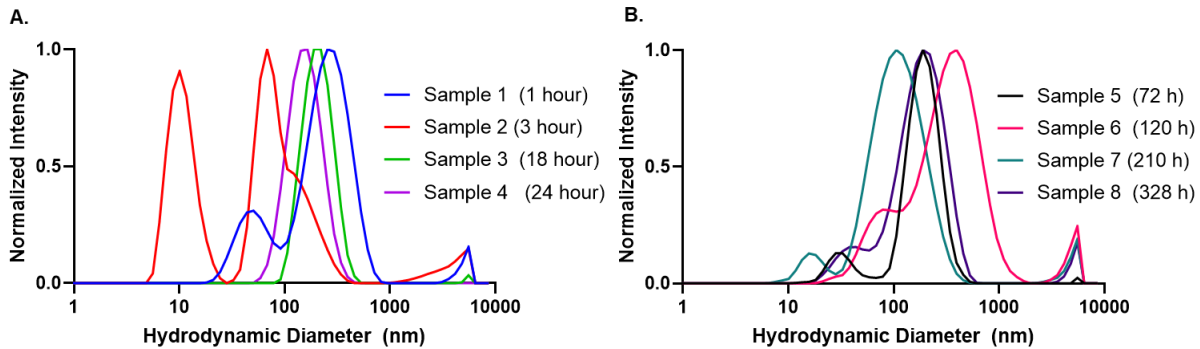 A.
Normalized Intensity
1.0
0.5
0.0
1
10
100
1000
10000
Hydrodynamic Diameter (nm)
Sample 1 (1 hour)
Sample 2 (3 hour)
Sample 3 (18 hour)
Sample 4 (24 hour)
B.
Normalized Intensity
1.0
0.5
0.0
1
10
100
1000
10000
Hydrodynamic Diameter (nm)
Sample 5 (72 h)
Sample 6 (120 h)
Sample 7 (210 h)
Sample 8 (328 h)